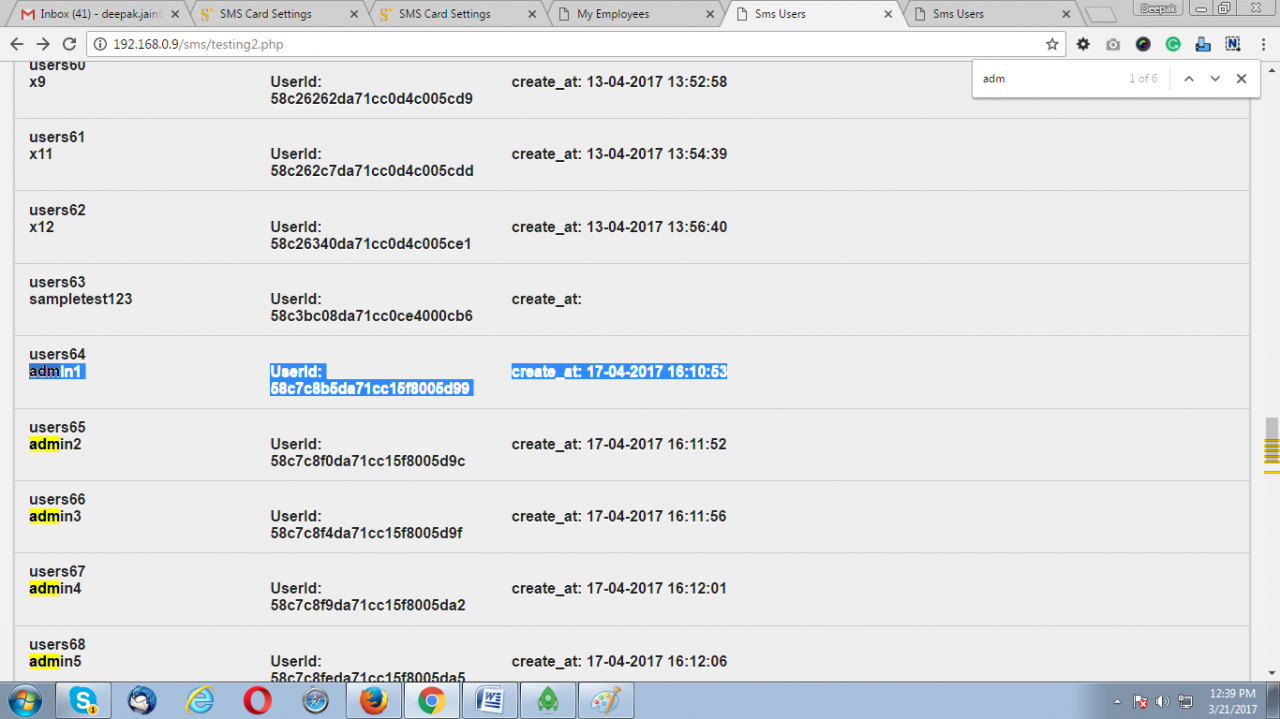 Inbox (41) - deepak.jain
SMS Card Settings
SMS Card Settings
My Employees
Sms Users
Sms Users
Deepak
192.168.0.9/sms/testing2.php
adm
1 of 6
users60
x9 UserId: create_at: 13-04-2017 13:52:58
58c26262da71cc0d4c005cd9
users61
x11 UserId: create_at: 13-04-2017 13:54:39
58c262c7da71cc0d4c005cdd
users62
x12 UserId: create_at: 13-04-2017 13:56:40
58c26340da71cc0d4c005ce1
users63
sampletest123 UserId: create_at:
58c3bc08da71cc0ce4000cb6
users64
admin1 UserId: create_at: 17-04-2017 16:10:53
58c7c8b5da71cc15f8005d99
users65
admin2 UserId: create_at: 17-04-2017 16:11:52
58c7c8f0da71cc15f8005d9c
users66
admin3 UserId: create_at: 17-04-2017 16:11:56
58c7c8f4da71cc15f8005d9f
users67
admin4 UserId: create_at: 17-04-2017 16:12:01
58c7c8f9da71cc15f8005da2
users68
admin5 UserId: create_at: 17-04-2017 16:12:06
58c7c8feda71cc15f8005da5
12:39 PM
3/21/2017